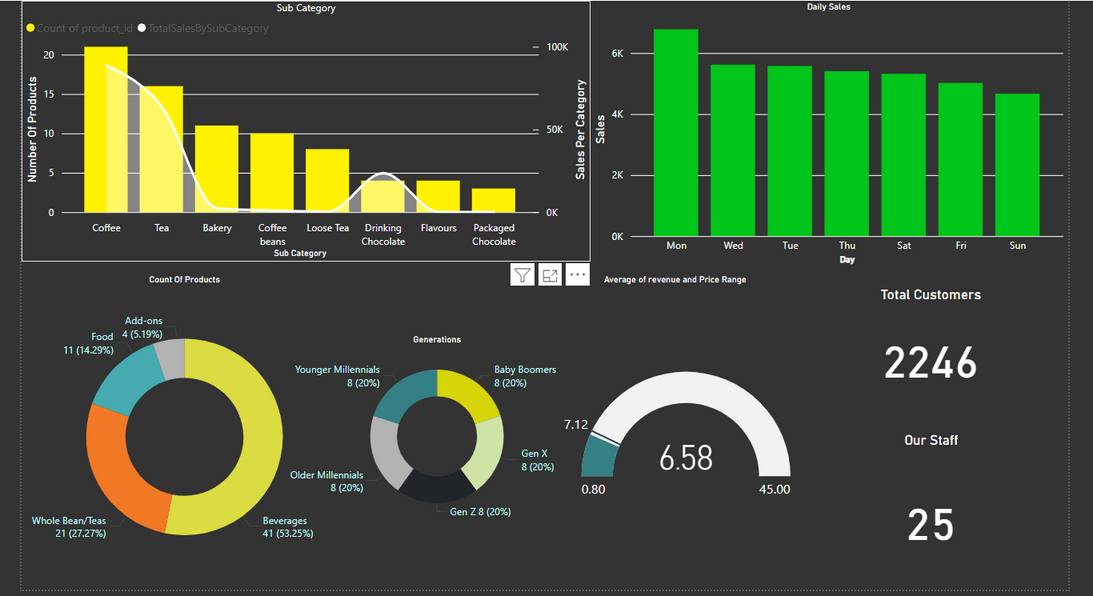 Sub Category
Count of product_id TotalSalesBySubCategory
Number Of Products
20
15
10
5
0
100K
50K
0K
Sales Per Category
Coffee
Tea
Bakery
Coffee
beans
Loose Tea
Drinking
Chocolate
Flavours
Packaged
Chocolate
Sub Category
Daily Sales
Sales
6K
4K
2K
0K
Mon
Wed
Tue
Thu
Sat
Fri
Sun
Day
Count Of Products
Add-ons
4 (5.19%)
Food
11 (14.29%)
Whole Bean/Teas
21 (27.27%)
Beverages
41 (53.25%)
Generations
Younger Millennials
8 (20%)
Baby Boomers
8 (20%)
Gen X
8 (20%)
Older Millennials
8 (20%)
Gen Z 8 (20%)
Average of revenue and Price Range
7.12
6.58
0.80
45.00
Total Customers
2246
Our Staff
25